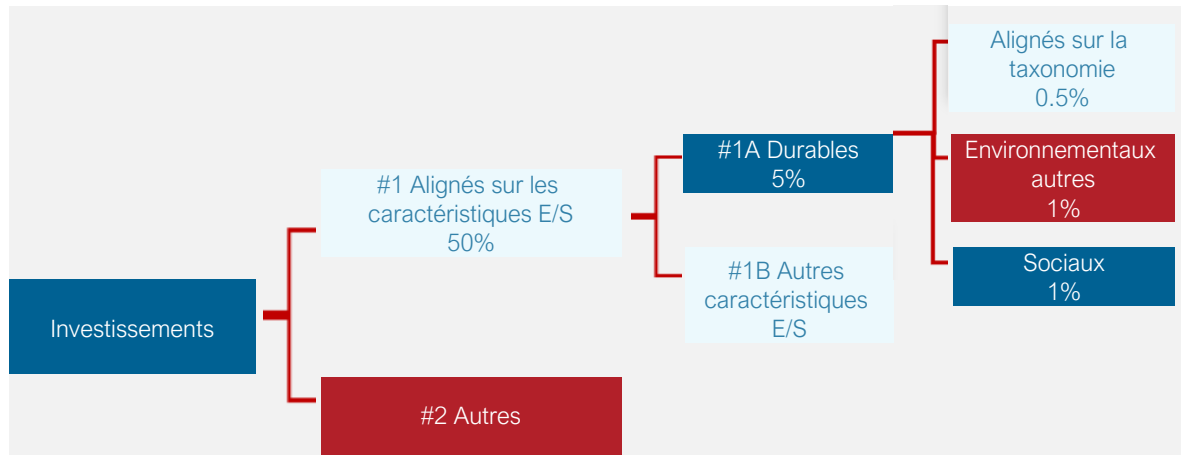 Investissements
#1 Alignés sur les
caractéristiques E/S
50%
#2 Autres
#1A Durables
5%
#1B Autres
caractéristiques
E/S
Alignés sur la
taxonomie
0.5%
Environnementaux
autres
1%
Sociaux
1%